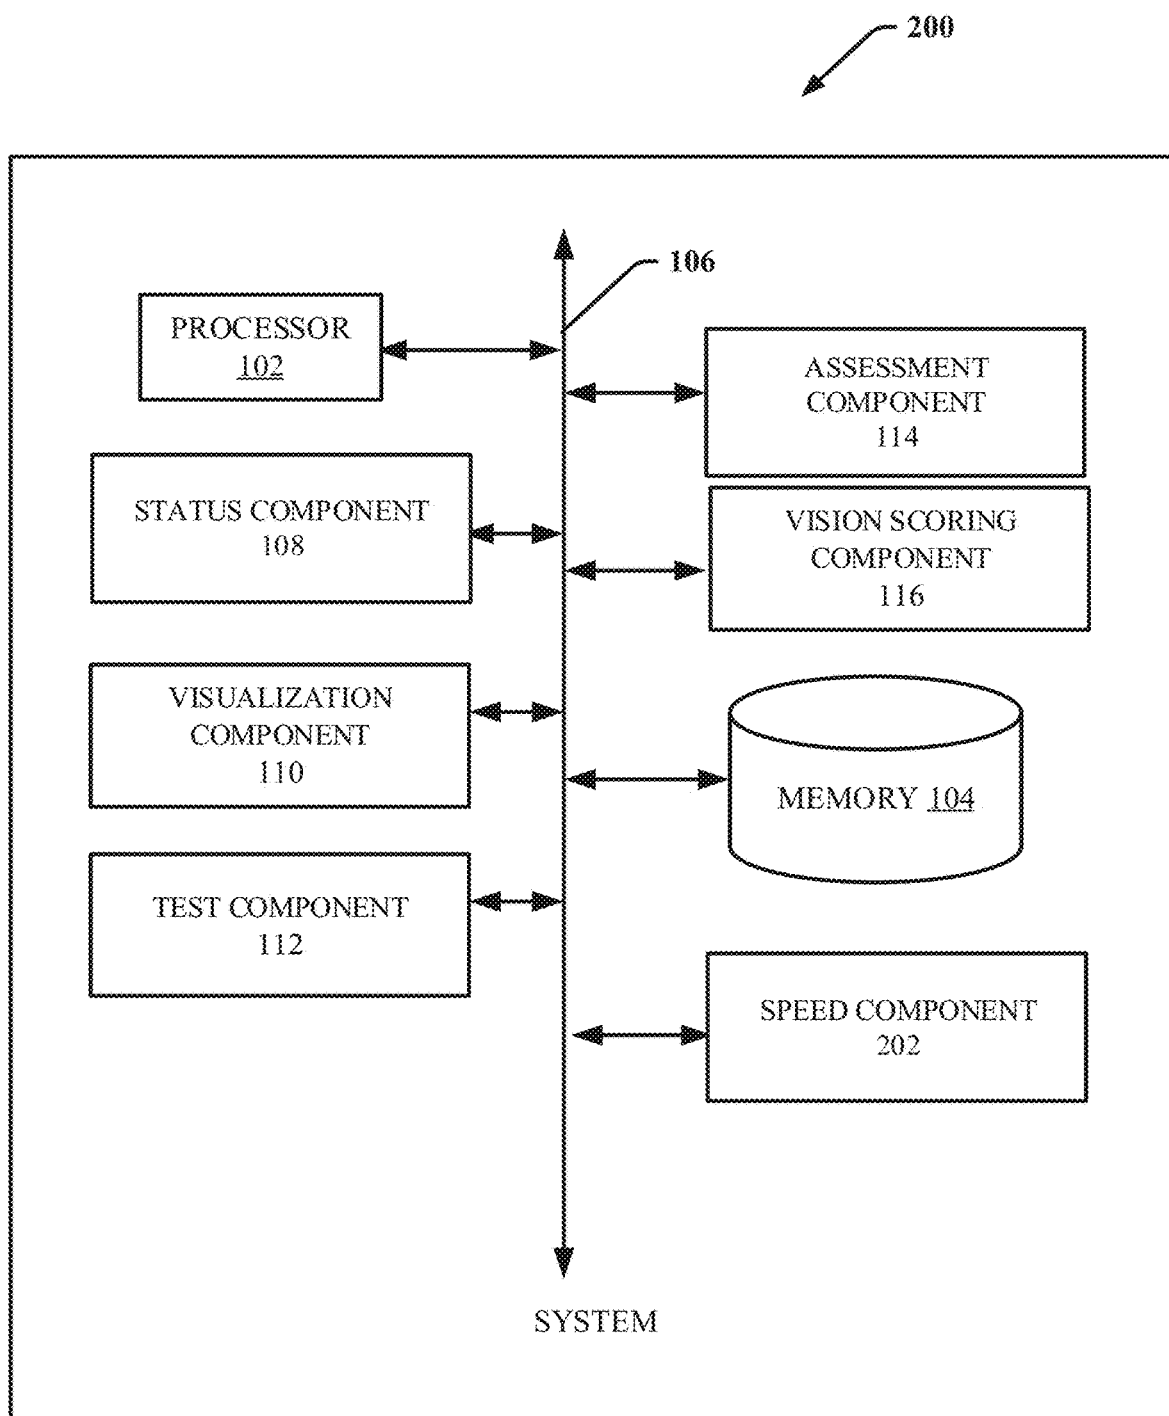 200
106
PROCESSOR
102
ASSESSMENT
COMPONENT
114
STATUS COMPONENT
108
VISION SCORING
COMPONENT
116
VISUALIZATION
COMPONENT
110
MEMORY 104
TEST COMPONENT
112
SPEED COMPONENT
202
SYSTEM